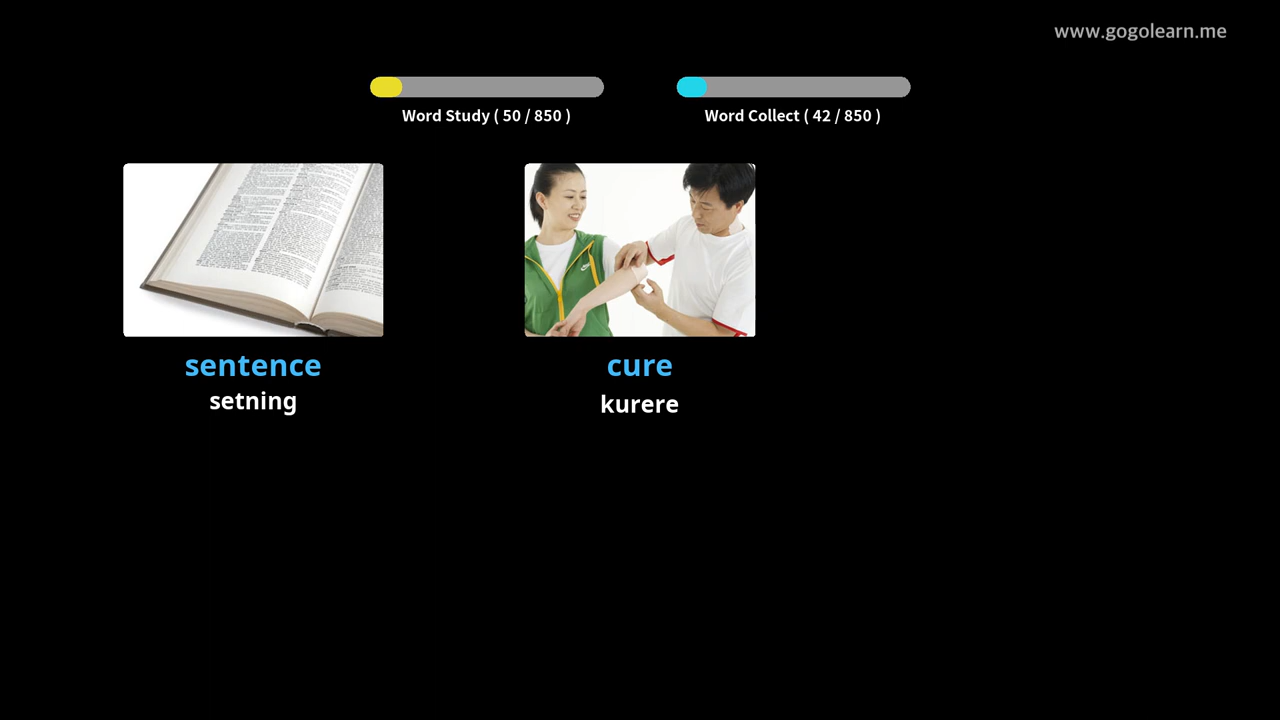 www.gogolearn.me
Word Study ( 50 / 850 )
Word Collect ( 42 / 850 )
sentence
setning
cure
kurere